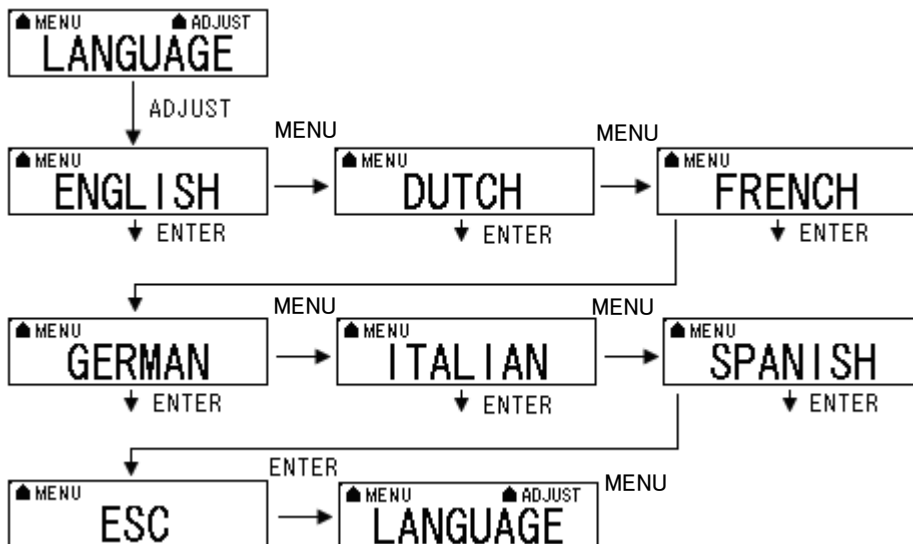 MENU ADJUST
LANGUAGE
ADJUST
MENU MENU
MENU MENU MENU
ENGLISH DUTCH FRENCH
ENTER ENTER ENTER
MENU MENU
MENU MENU MENU
GERMAN ITALIAN SPANISH
ENTER ENTER ENTER
ENTER MENU
MENU MENU ADJUST
ESC LANGUAGE